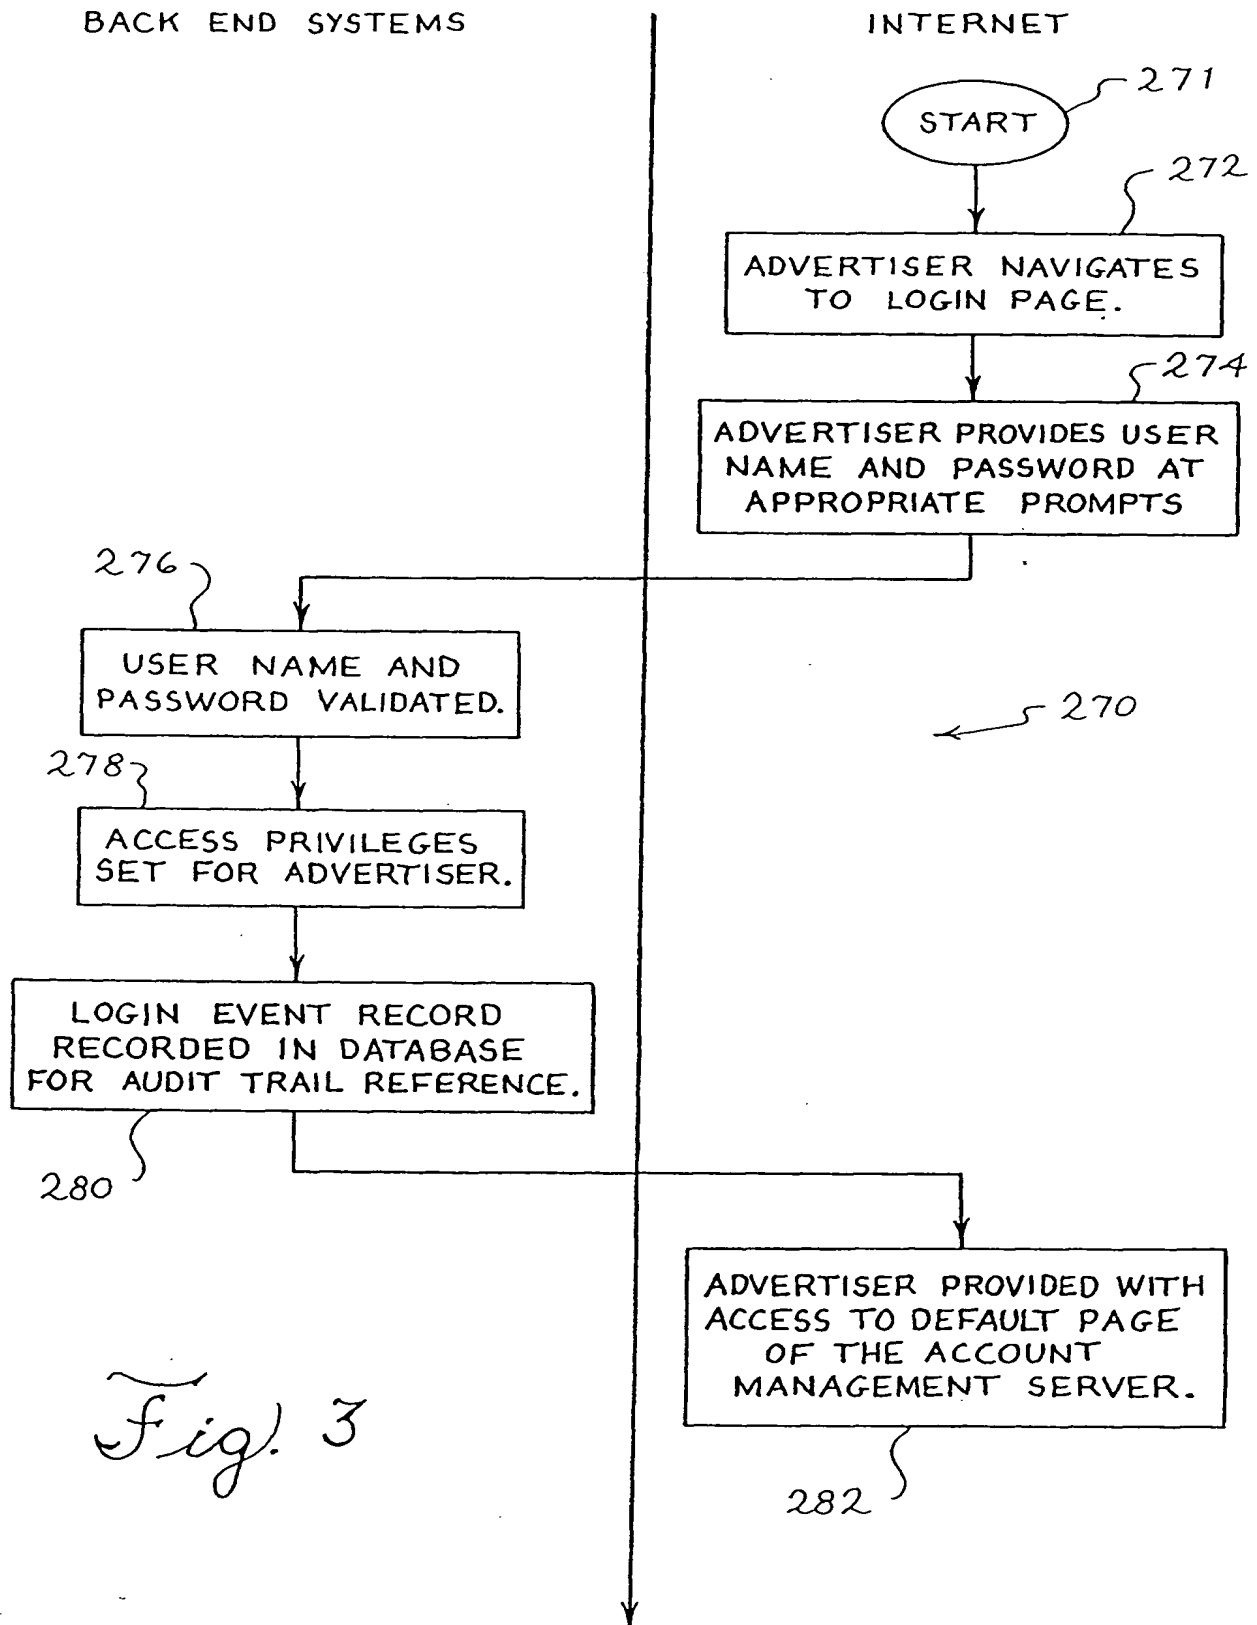 BACK END SYSTEMS
INTERNET
START
271
272
ADVERTISER NAVIGATES
TO LOGIN PAGE.
274
ADVERTISER PROVIDES USER
NAME AND PASSWORD AT
APPROPRIATE PROMPTS
276
USER NAME AND
PASSWORD VALIDATED.
270
278
ACCESS PRIVILEGES
SET FOR ADVERTISER.
LOGIN EVENT RECORD
RECORDED IN DATABASE
FOR AUDIT TRAIL REFERENCE.
280
ADVERTISER PROVIDED WITH
ACCESS TO DEFAULT PAGE
OF THE ACCOUNT
MANAGEMENT SERVER.
282
Fig. 3